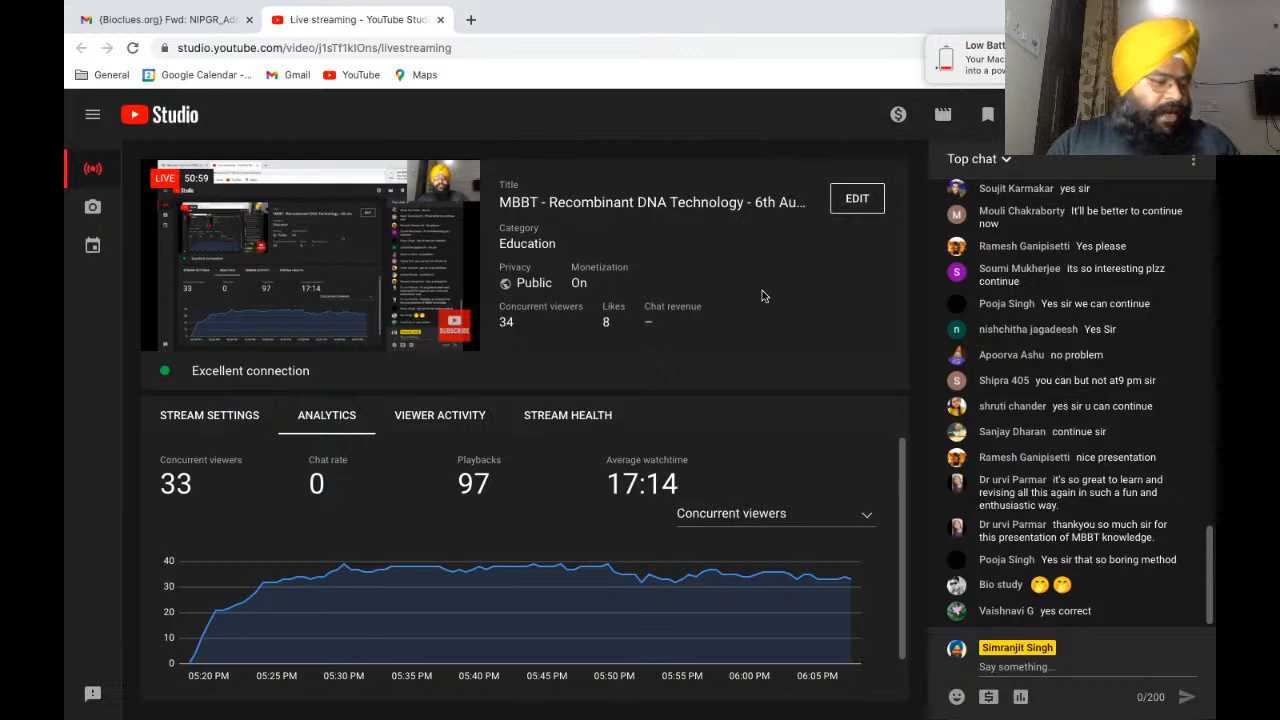 {Bioclues.org} Fwd: NIPGR_Ad
Live streaming - YouTube Stud
studio.youtube.com/video/j1sTf1kIOns/livestreaming
Low Batt
Your Mac
into a pow
General
Google Calendar -...
Gmail
YouTube
Maps
Studio
Top chat
LIVE 50:59
SUBSCRIBE
Title
MBBT - Recombinant DNA Technology - 6th Au...
EDIT
Category
Education
Privacy
Public
Monetization
On
Concurrent viewers
34
Likes
8
Chat revenue
–
Excellent connection
STREAM SETTINGS
ANALYTICS
VIEWER ACTIVITY
STREAM HEALTH
Concurrent viewers
33
Chat rate
0
Playbacks
97
Average watchtime
17:14
Concurrent viewers
40
30
20
10
0
05:20 PM 05:25 PM 05:30 PM 05:35 PM 05:40 PM 05:45 PM 05:50 PM 05:55 PM 06:00 PM 06:05 PM
Soujit Karmakar yes sir
Mouli Chakraborty It'll be better to continue
now
Ramesh Ganipisetti Yes please
Soumi Mukherjee its so interesting plzz
continue
Pooja Singh Yes sir we can continue
nishchitha jagadeesh Yes Sir
Apoorva Ashu no problem
Shipra 405 you can but not at9 pm sir
shruti chander yes sir u can continue
Sanjay Dharan continue sir
Ramesh Ganipisetti nice presentation
Dr urvi Parmar it's so great to learn and
revising all this again in such a fun and
enthusiastic way.
Dr urvi Parmar thankyou so much sir for
this presentation of MBBT knowledge.
Pooja Singh Yes sir that so boring method
Bio study
Vaishnavi G yes correct
Simranjit Singh
Say something...
0/200